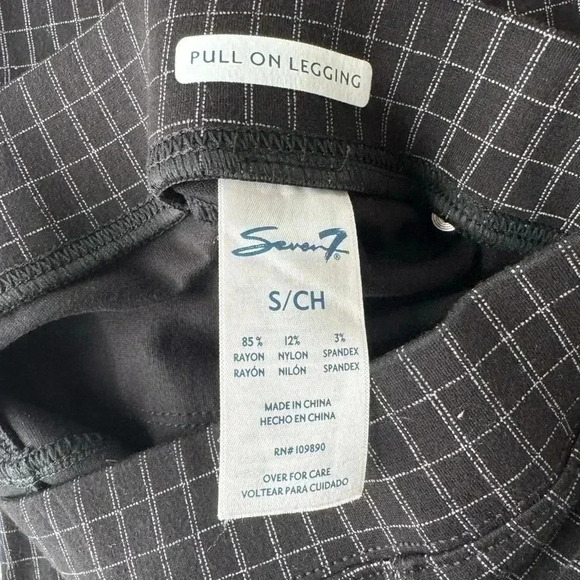 PULL ON LEGGING
Seven7®
S/CH
85% 12% 3%
RAYON NYLON SPANDEX
RAYÓN NILÓN SPANDEX
MADE IN CHINA
HECHO EN CHINA
RN# 109890
OVER FOR CARE
VOLTEAR PARA CUIDADO